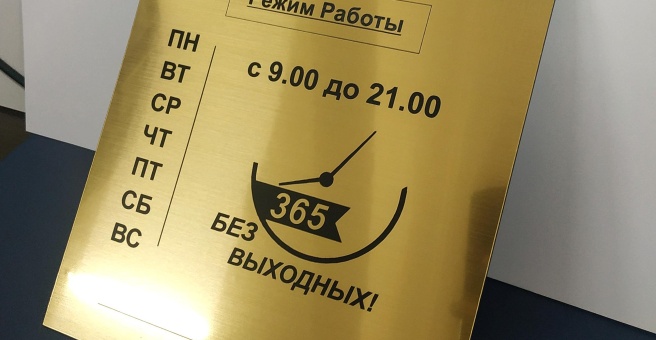 Режим Работы
ПН
ВТ
СР
ЧТ
ПТ
СБ
ВС
с 9.00 до 21.00
365
БЕЗ
ВЫХОДНЫХ!